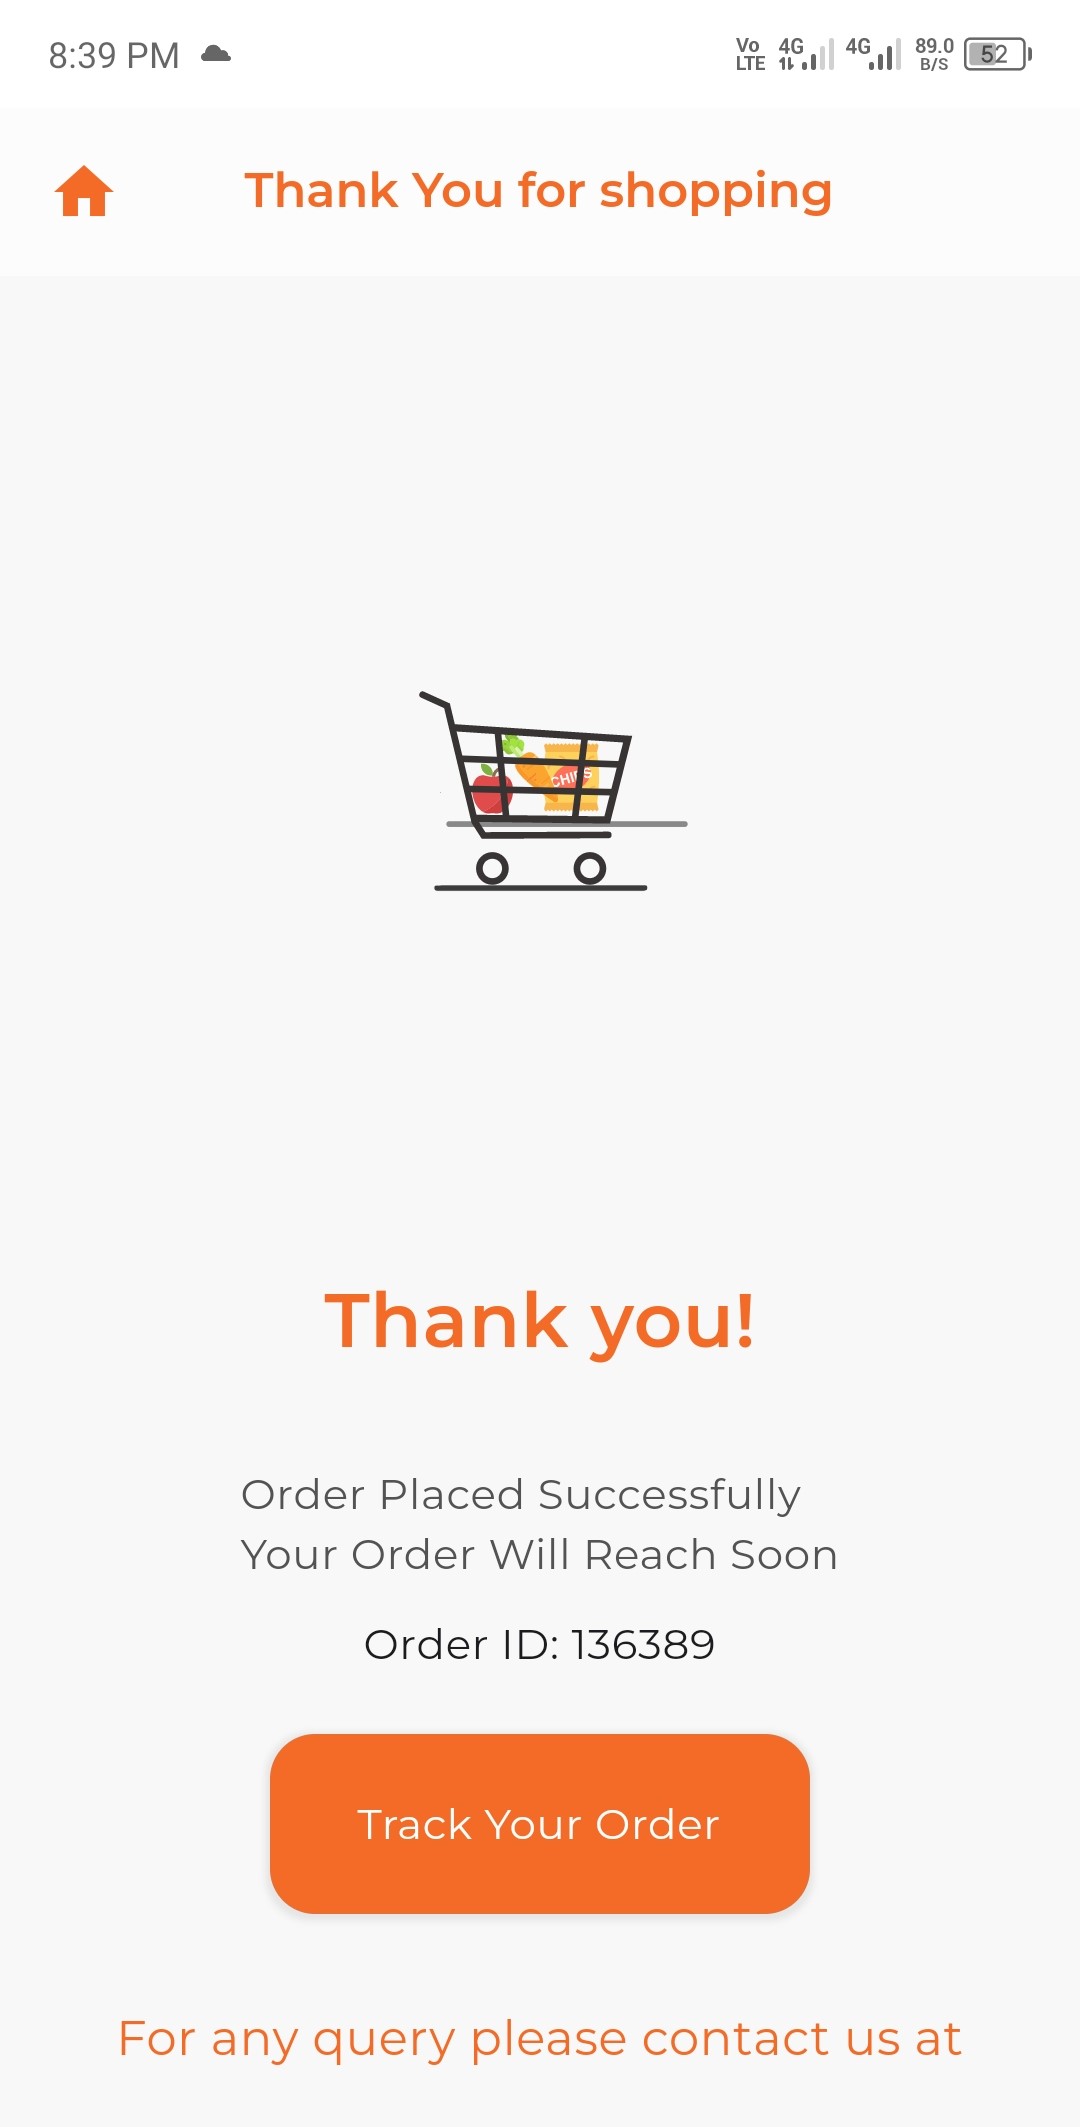 8:39 PM
Vo LTE 4G 4G 89.0 B/S 52
Thank You for shopping
CHIPS
Thank you!
Order Placed Successfully
Your Order Will Reach Soon
Order ID: 136389
Track Your Order
For any query please contact us at